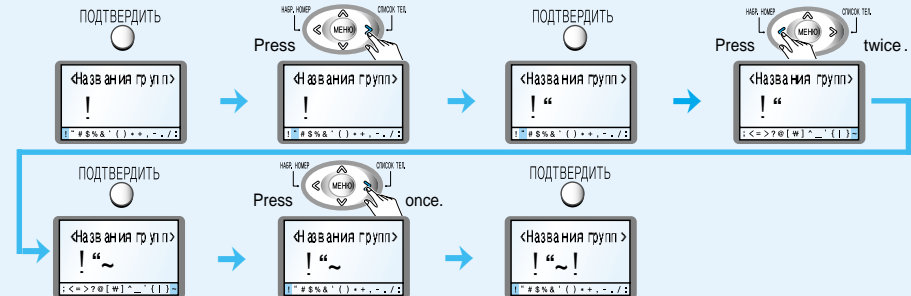 ПОДТВЕРДИТЬ
<Названия групп>
!
! " # $ % & ' ( ) * + , - . / :
НАБР. НОМЕР
СПИСОК ТЕЛ.
МЕНЮ
Press
<Названия групп>
!
! " # $ % & ' ( ) * + , - . / :
ПОДТВЕРДИТЬ
<Названия групп>
! “
! " # $ % & ' ( ) * + , - . / :
НАБР. НОМЕР
СПИСОК ТЕЛ.
МЕНЮ
Press twice.
<Названия групп>
! “
; < = > ? @ [ ₩ ] ^ _ ` { | } ~
ПОДТВЕРДИТЬ
<Названия групп>
! “~
; < = > ? @ [ ₩ ] ^ _ ` { | } ~
НАБР. НОМЕР
СПИСОК ТЕЛ.
МЕНЮ
Press once.
<Названия групп>
! “~
! " # $ % & ' ( ) * + , - . / :
ПОДТВЕРДИТЬ
<Названия групп>
! “~!
! " # $ % & ' ( ) * + , - . / :